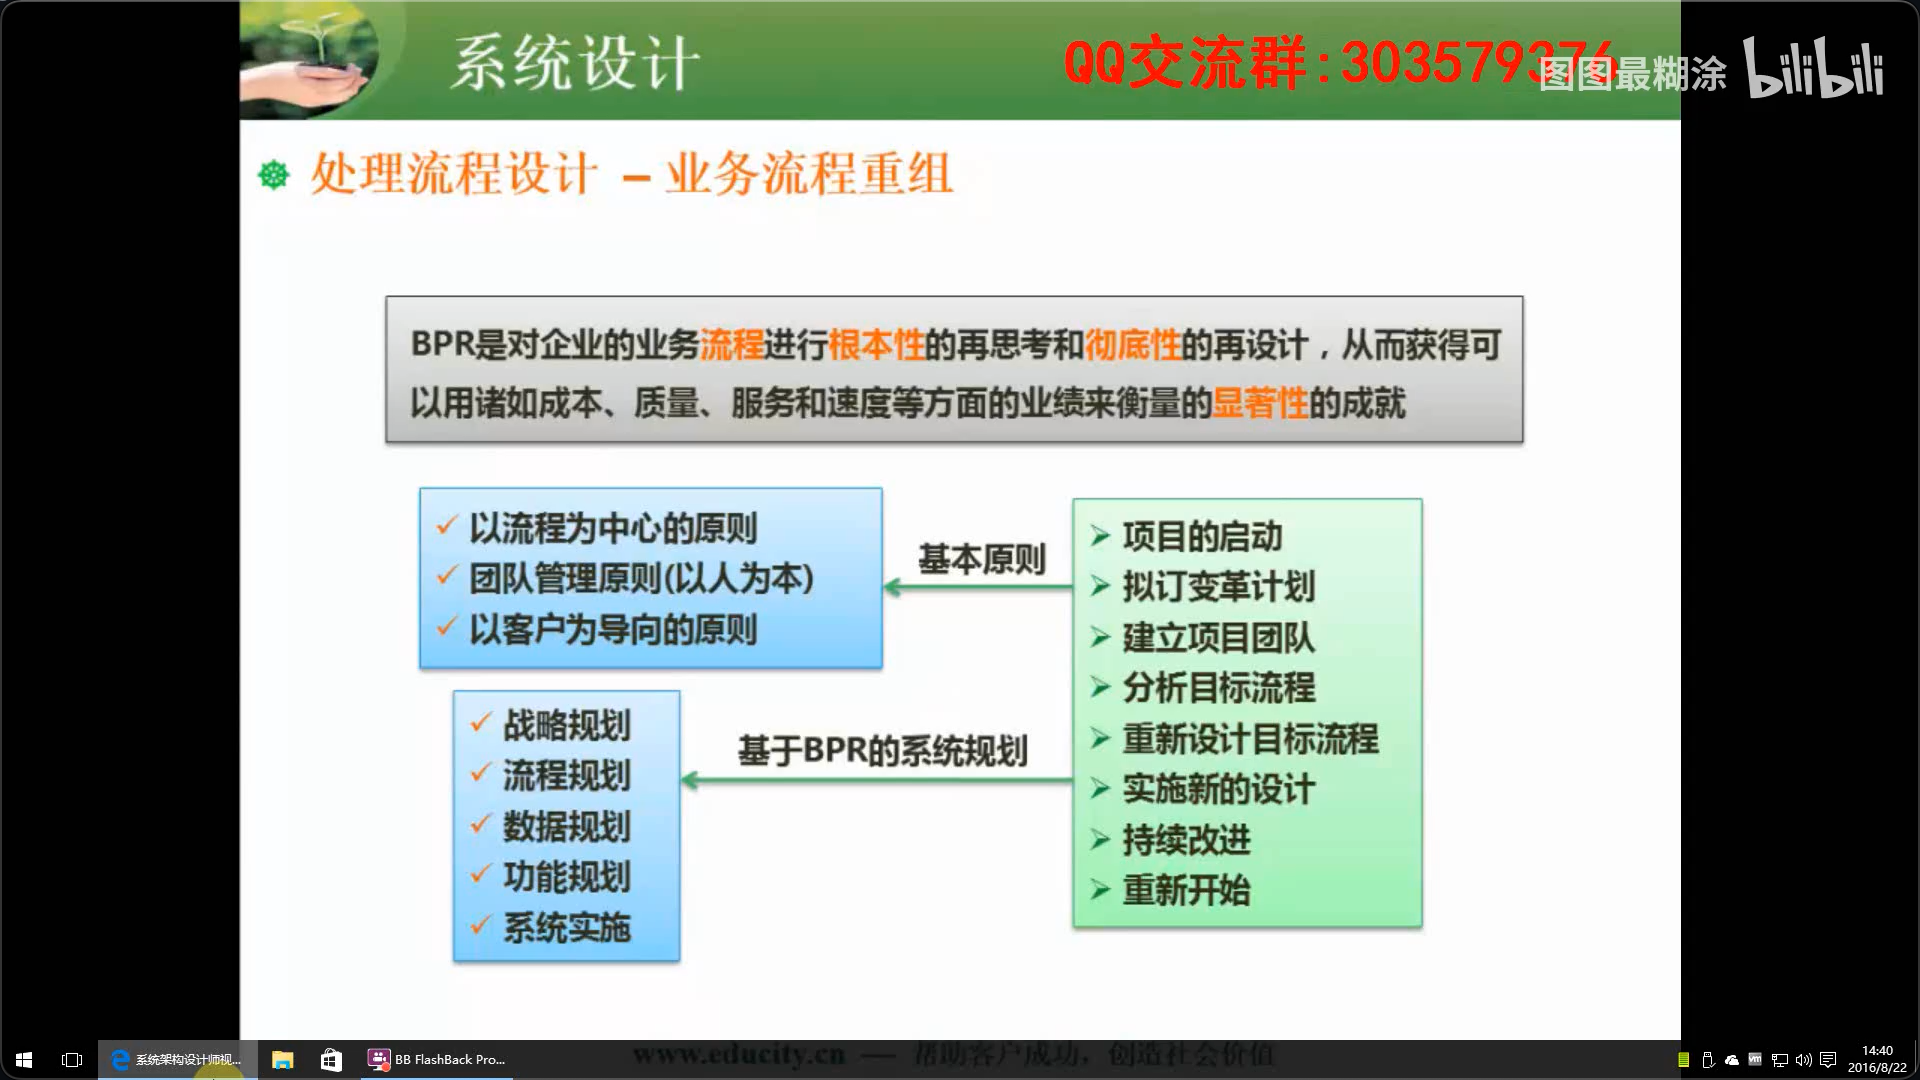 系统设计
QQ交流群:303579376
图图最糊涂 bilibili
处理流程设计 – 业务流程重组
BPR是对企业的业务流程进行根本性的再思考和彻底性的再设计，从而获得可
以用诸如成本、质量、服务和速度等方面的业绩来衡量的显著性的成就
以流程为中心的原则
团队管理原则(以人为本)
以客户为导向的原则
基本原则
项目的启动
拟订变革计划
建立项目团队
分析目标流程
重新设计目标流程
实施新的设计
持续改进
重新开始
基于BPR的系统规划
战略规划
流程规划
数据规划
功能规划
系统实施
www.educity.cn — 帮助客户成功，创造社会价值
系统架构设计师视...
BB FlashBack Pro...
14:40
2016/8/22